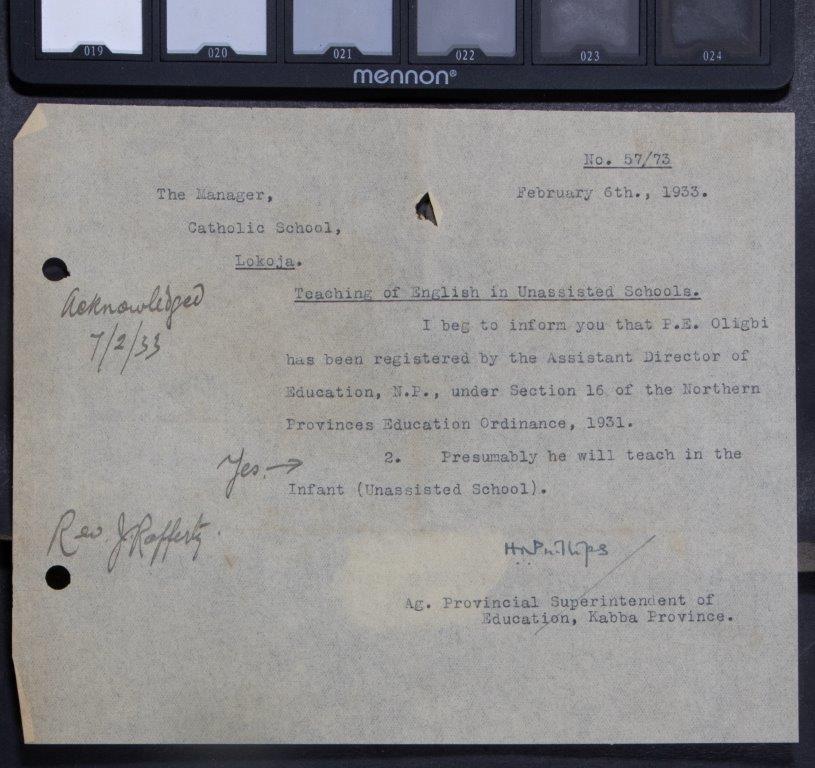 019 020 021 022 023 024
mennon®
No. 57/73
The Manager,
February 6th., 1933.
Catholic School,
Lokoja.
Acknowledged
7/2/33
Teaching of English in Unassisted Schools.
I beg to inform you that P.E. Oligbi
has been registered by the Assistant Director of
Education, N.P., under Section 16 of the Northern
Provinces Education Ordinance, 1931.
Yes. → 2. Presumably he will teach in the
Infant (Unassisted School).
Rev. J. Rafferty.
H.N.Phillips
Ag. Provincial Superintendent of
Education, Kabba Province.